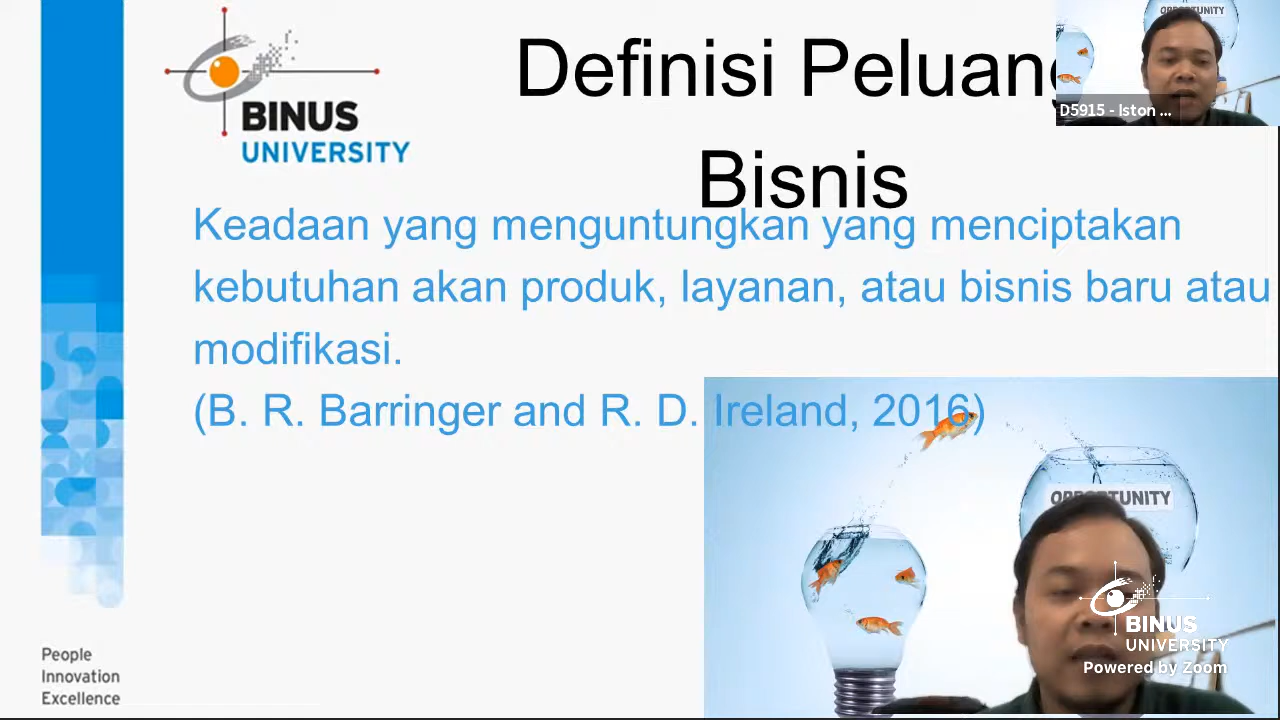 BINUS
UNIVERSITY
Definisi Peluang
Bisnis
OPPORTUNITY
D5915 - Iston ...
Keadaan yang menguntungkan yang menciptakan
kebutuhan akan produk, layanan, atau bisnis baru atau
modifikasi.
(B. R. Barringer and R. D. Ireland, 2016)
OPPORTUNITY
BINUS
UNIVERSITY
Powered by Zoom
People
Innovation
Excellence